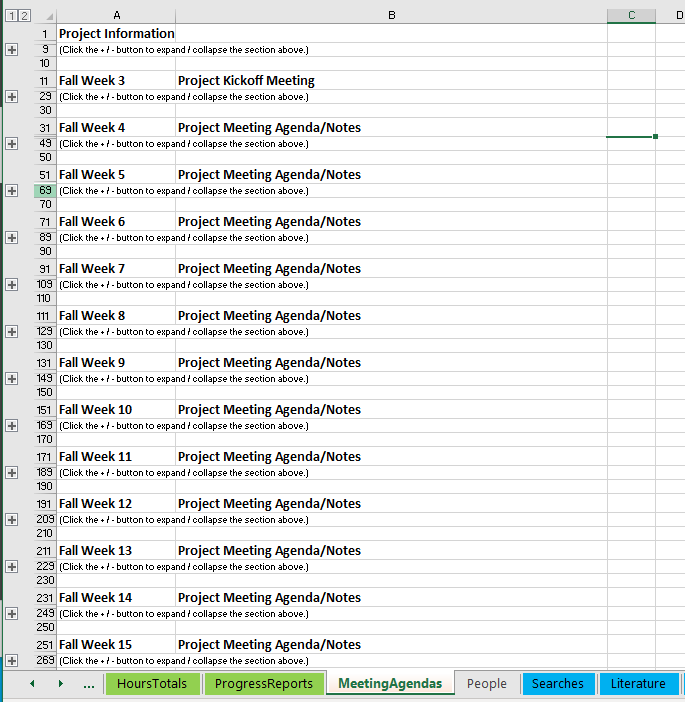 1 2
A B C D
1 Project Information
9 (Click the + / - button to expand / collapse the section above.)
10
11 Fall Week 3 Project Kickoff Meeting
29 (Click the + / - button to expand / collapse the section above.)
30
31 Fall Week 4 Project Meeting Agenda/Notes
49 (Click the + / - button to expand / collapse the section above.)
50
51 Fall Week 5 Project Meeting Agenda/Notes
69 (Click the + / - button to expand / collapse the section above.)
70
71 Fall Week 6 Project Meeting Agenda/Notes
89 (Click the + / - button to expand / collapse the section above.)
90
91 Fall Week 7 Project Meeting Agenda/Notes
109 (Click the + / - button to expand / collapse the section above.)
110
111 Fall Week 8 Project Meeting Agenda/Notes
129 (Click the + / - button to expand / collapse the section above.)
130
131 Fall Week 9 Project Meeting Agenda/Notes
149 (Click the + / - button to expand / collapse the section above.)
150
151 Fall Week 10 Project Meeting Agenda/Notes
169 (Click the + / - button to expand / collapse the section above.)
170
171 Fall Week 11 Project Meeting Agenda/Notes
189 (Click the + / - button to expand / collapse the section above.)
190
191 Fall Week 12 Project Meeting Agenda/Notes
209 (Click the + / - button to expand / collapse the section above.)
210
211 Fall Week 13 Project Meeting Agenda/Notes
229 (Click the + / - button to expand / collapse the section above.)
230
231 Fall Week 14 Project Meeting Agenda/Notes
249 (Click the + / - button to expand / collapse the section above.)
250
251 Fall Week 15 Project Meeting Agenda/Notes
269 (Click the + / - button to expand / collapse the section above.)
... HoursTotals ProgressReports MeetingAgendas People Searches Literature